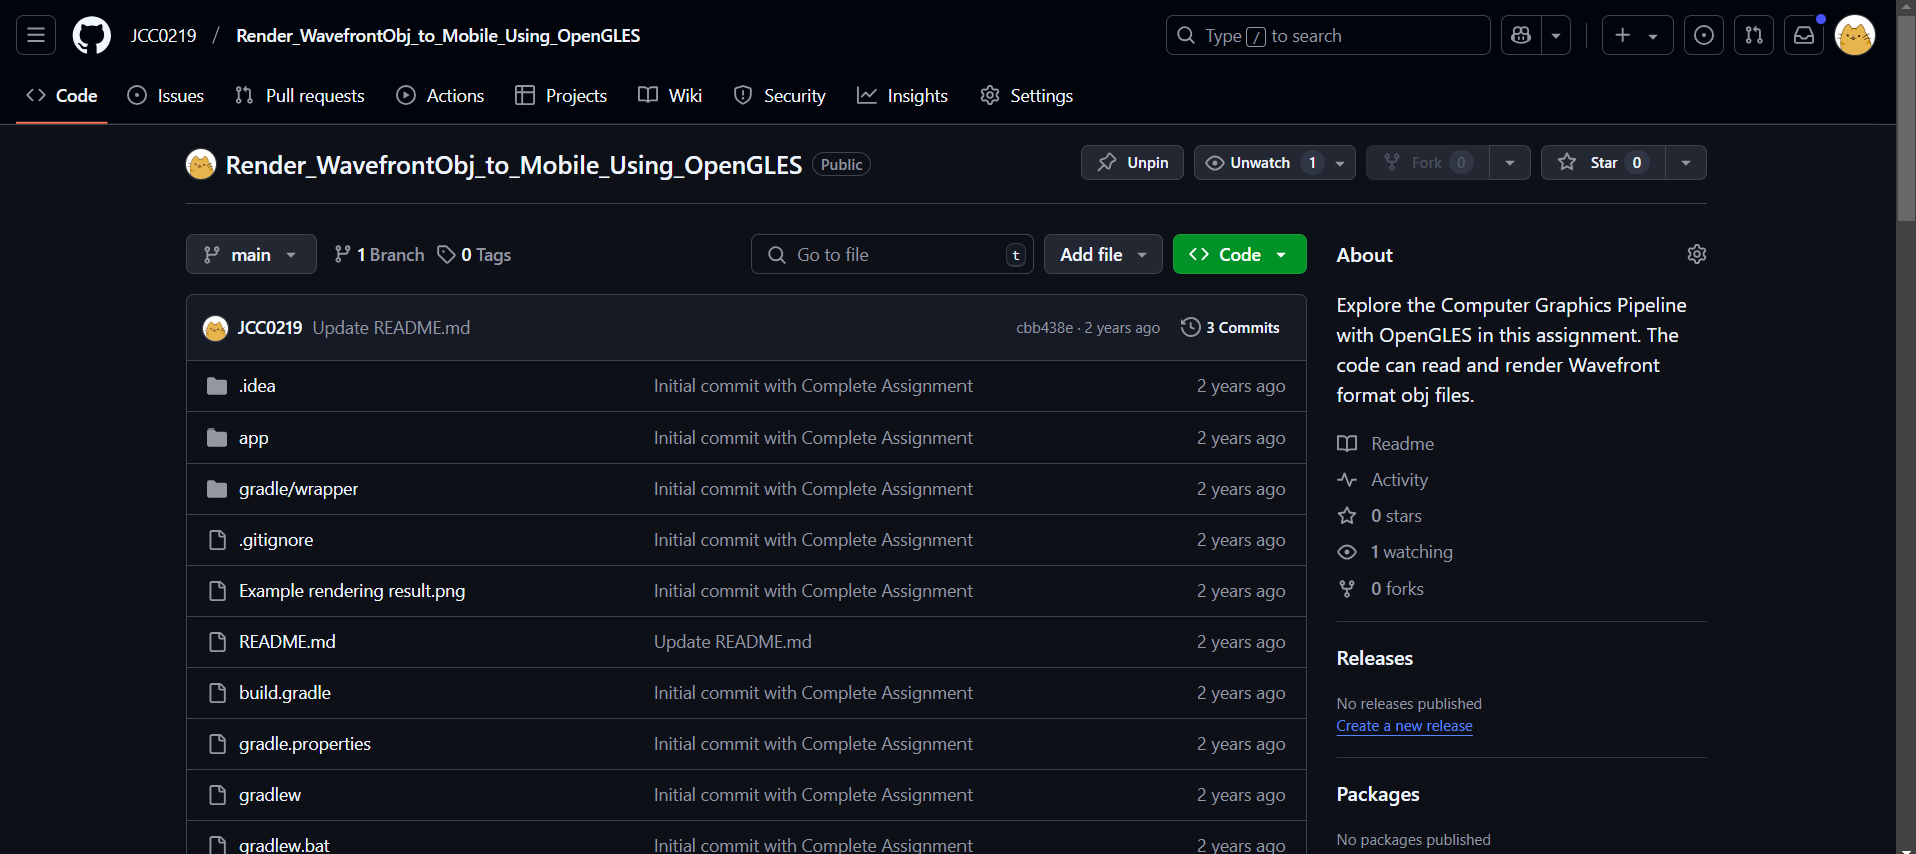 JCC0219 / Render_WavefrontObj_to_Mobile_Using_OpenGLES
Type / to search
Code
Issues
Pull requests
Actions
Projects
Wiki
Security
Insights
Settings
Render_WavefrontObj_to_Mobile_Using_OpenGLES Public
Unpin
Unwatch 1
Fork 0
Star 0
main
1 Branch
0 Tags
Go to file t
Add file
Code
JCC0219 Update README.md
cbb438e · 2 years ago
3 Commits
.idea Initial commit with Complete Assignment 2 years ago
app Initial commit with Complete Assignment 2 years ago
gradle/wrapper Initial commit with Complete Assignment 2 years ago
.gitignore Initial commit with Complete Assignment 2 years ago
Example rendering result.png Initial commit with Complete Assignment 2 years ago
README.md Update README.md 2 years ago
build.gradle Initial commit with Complete Assignment 2 years ago
gradle.properties Initial commit with Complete Assignment 2 years ago
gradlew Initial commit with Complete Assignment 2 years ago
gradlew.bat Initial commit with Complete Assignment 2 years ago
About
Explore the Computer Graphics Pipeline
with OpenGLES in this assignment. The
code can read and render Wavefront
format obj files.
Readme
Activity
0 stars
1 watching
0 forks
Releases
No releases published
Create a new release
Packages
No packages published